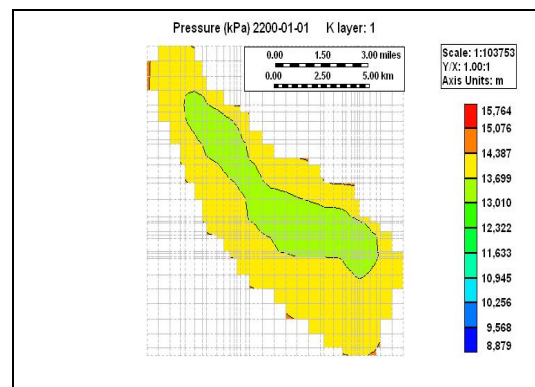 Pressure (kPa) 2200-01-01 K layer: 1
0.00 1.50 3.00 miles
0.00 2.50 5.00 km
Scale: 1:103753
Y/X: 1.00:1
Axis Units: m
15,764
15,076
14,387
13,699
13,010
12,322
11,633
10,945
10,256
9,568
8,879